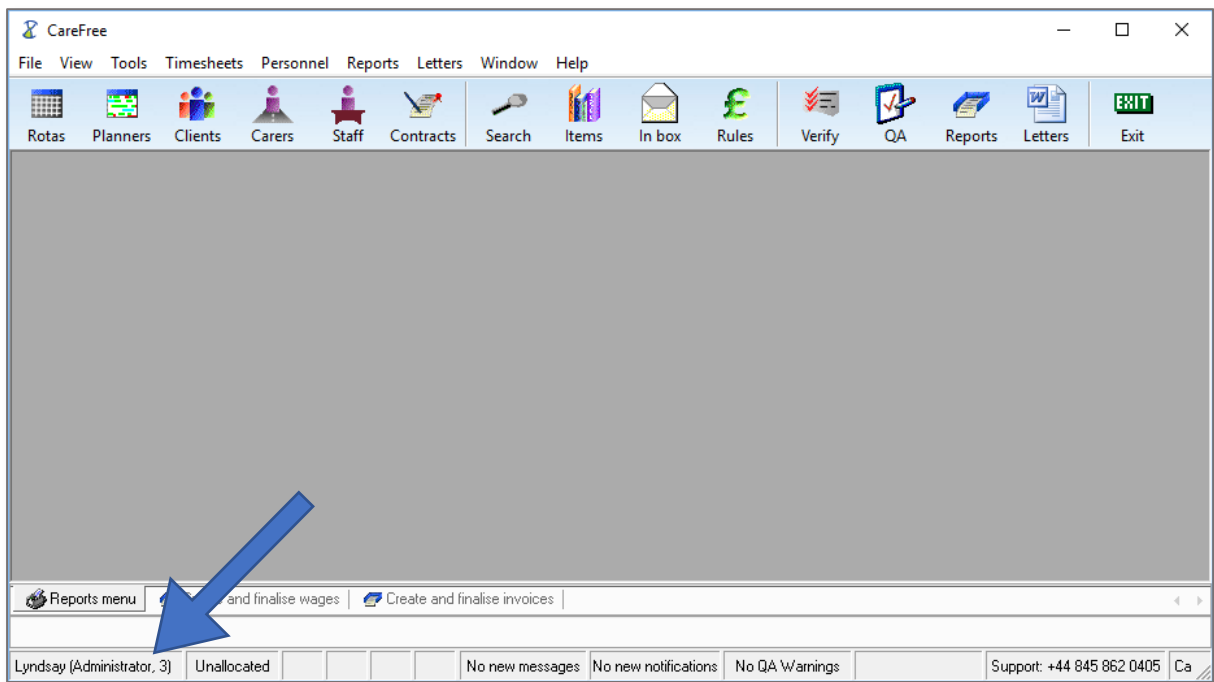 CareFree
File View Tools Timesheets Personnel Reports Letters Window Help
EXIT
Rotas Planners Clients Carers Staff Contracts Search Items In box Rules Verify QA Reports Letters Exit
Reports menu and finalise wages Create and finalise invoices
Lyndsay (Administrator, 3) Unallocated No new messages No new notifications No QA Warnings Support: +44 845 862 0405 Ca